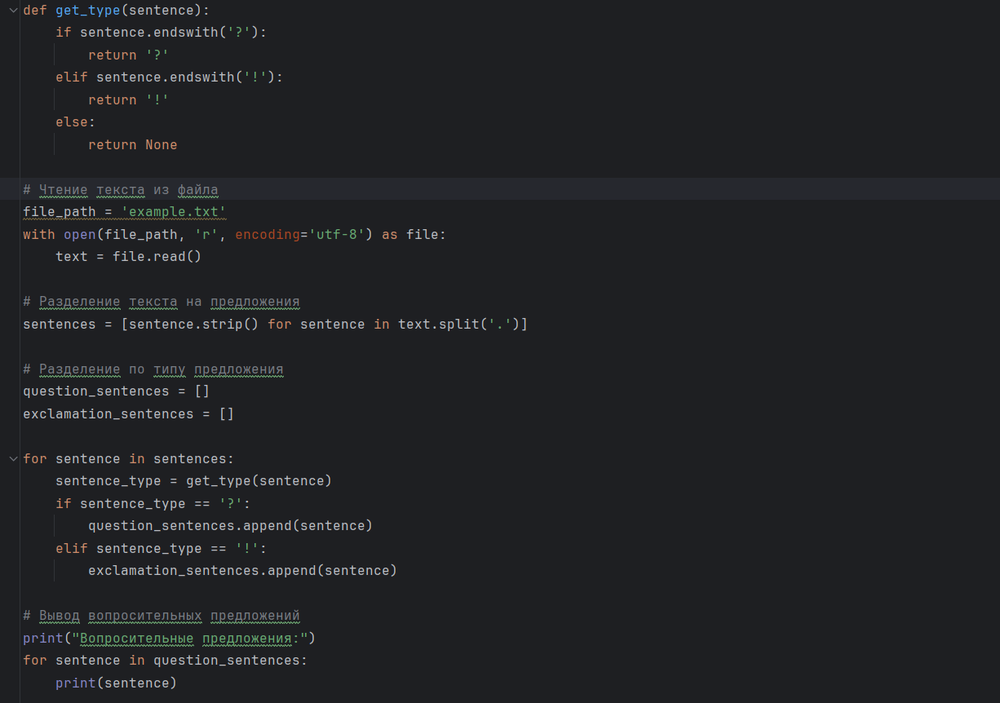 def get_type(sentence):
    if sentence.endswith('?'):
        return '?'
    elif sentence.endswith('!'):
        return '!'
    else:
        return None

# Чтение текста из файла
file_path = 'example.txt'
with open(file_path, 'r', encoding='utf-8') as file:
    text = file.read()

# Разделение текста на предложения
sentences = [sentence.strip() for sentence in text.split('.')]

# Разделение по типу предложения
question_sentences = []
exclamation_sentences = []

for sentence in sentences:
    sentence_type = get_type(sentence)
    if sentence_type == '?':
        question_sentences.append(sentence)
    elif sentence_type == '!':
        exclamation_sentences.append(sentence)

# Вывод вопросительных предложений
print("Вопросительные предложения:")
for sentence in question_sentences:
    print(sentence)